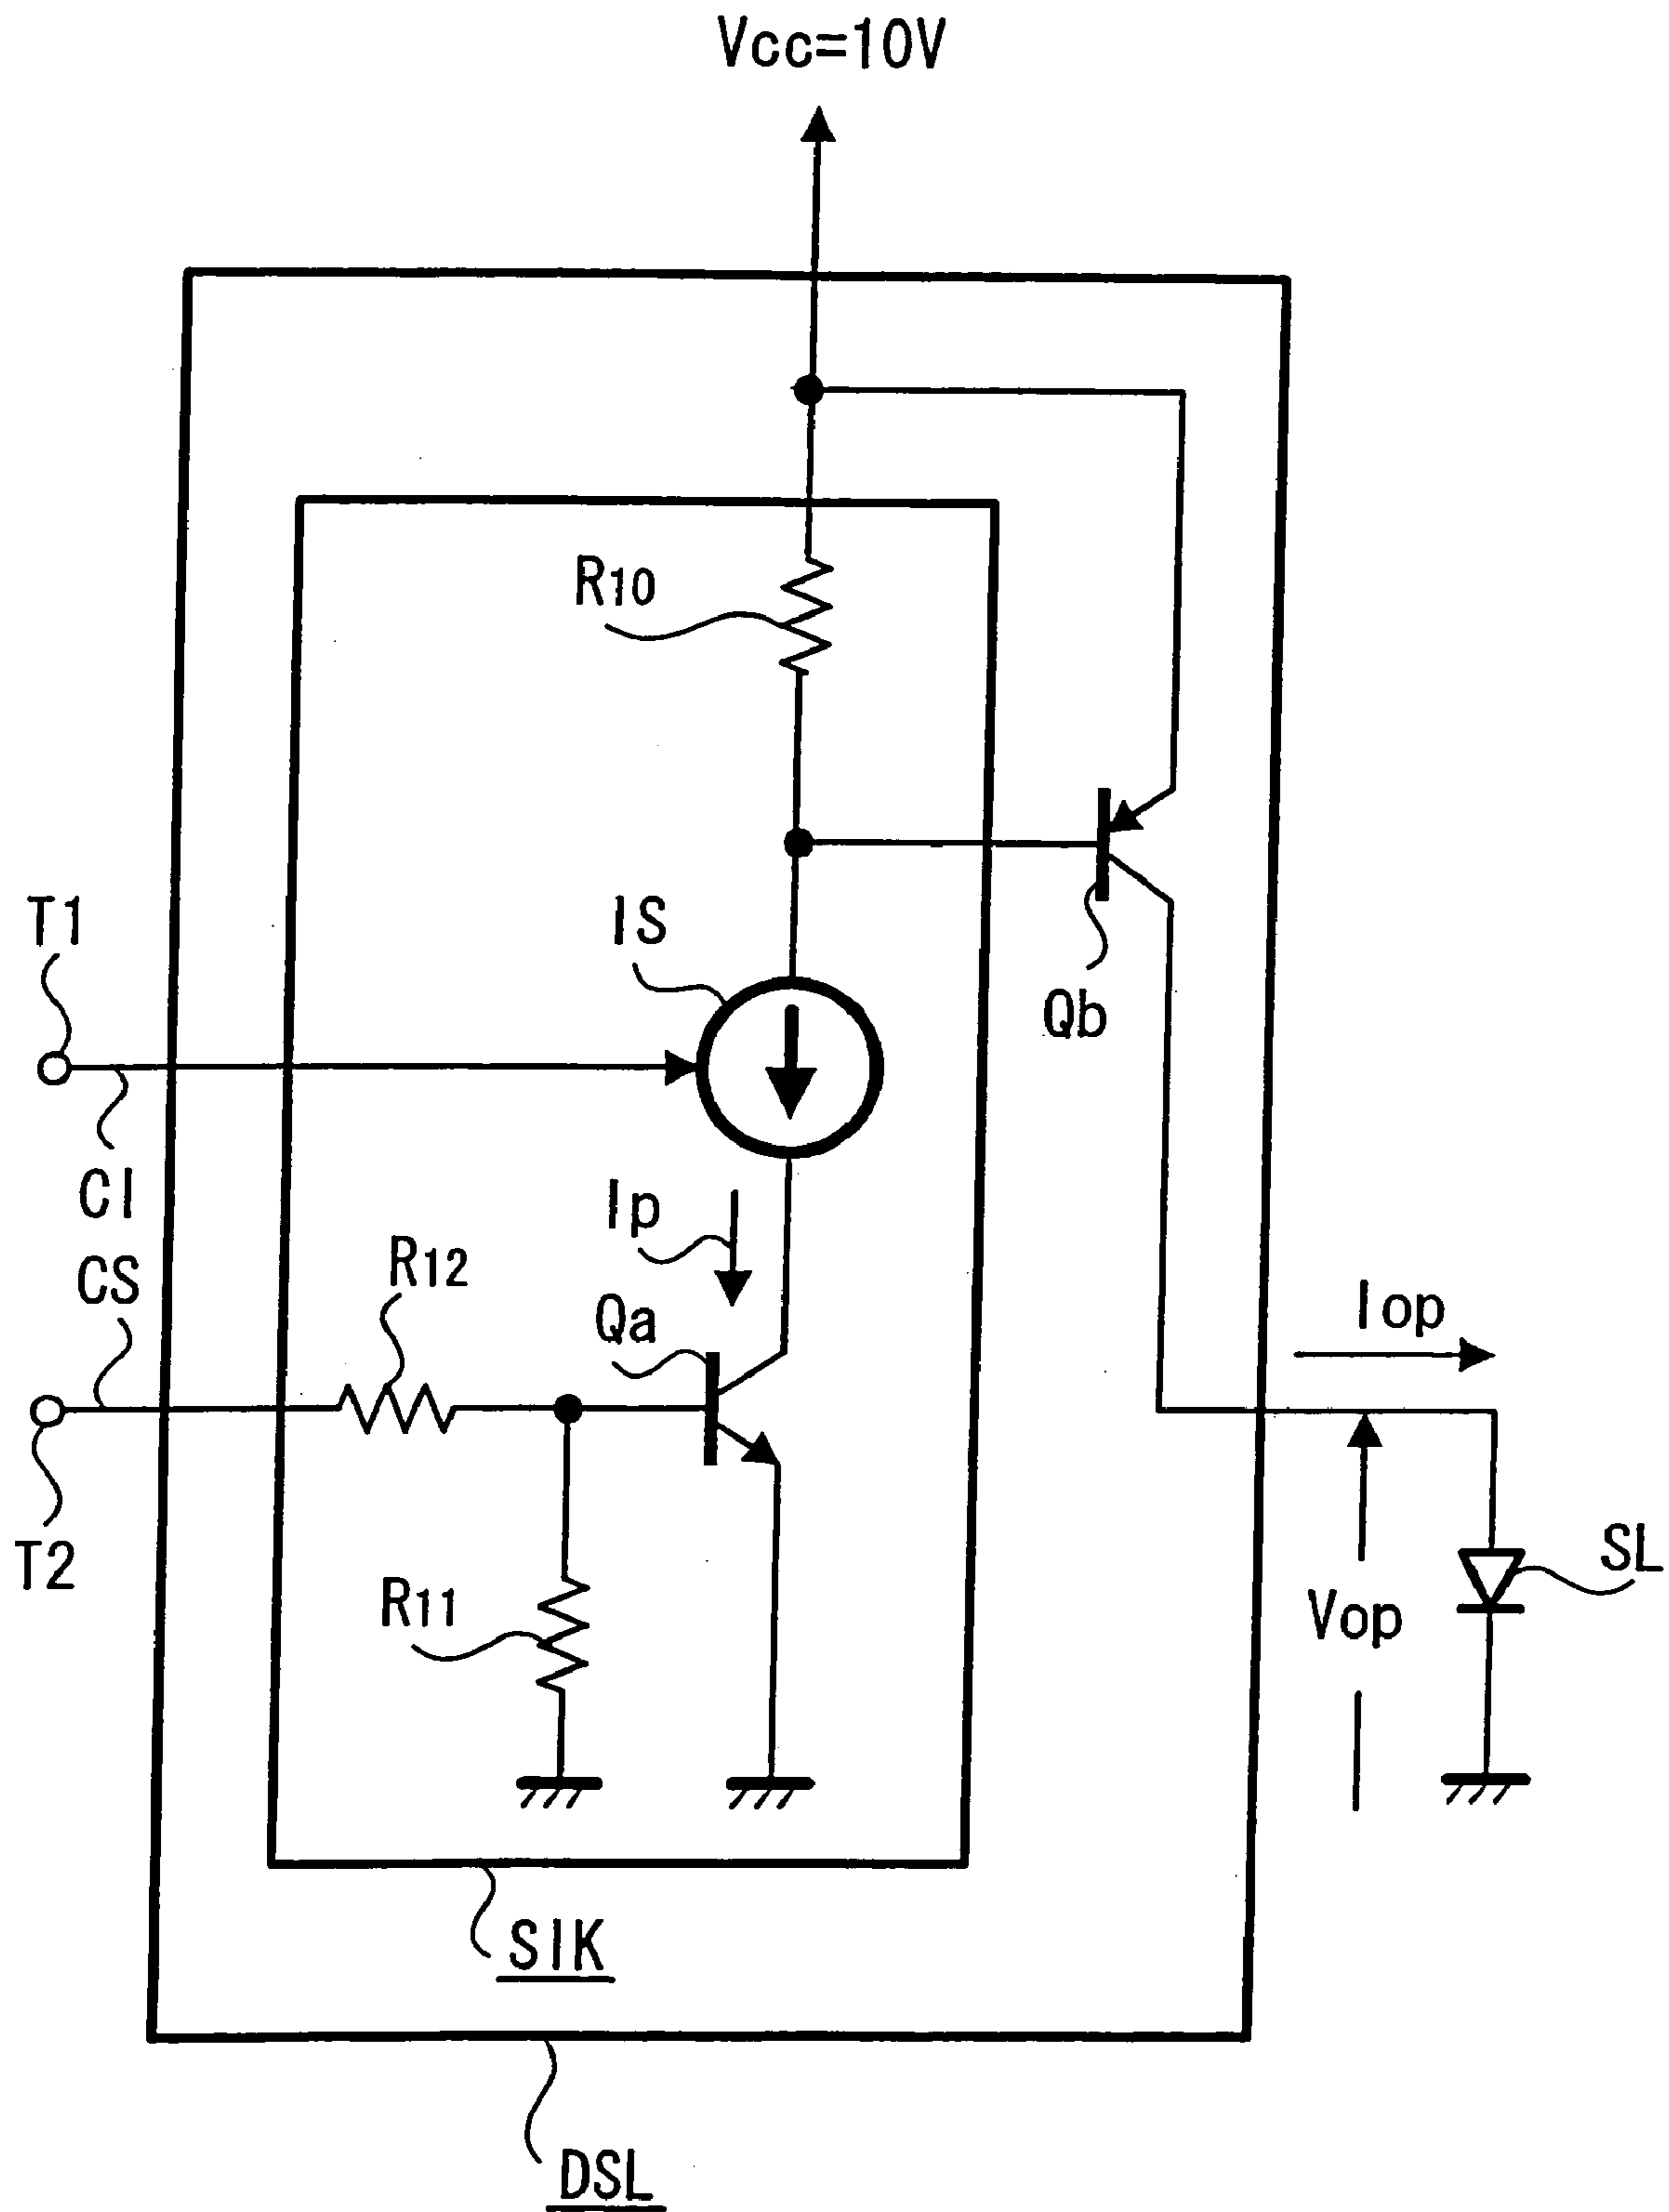 Vcc=10V
R10
T1
IS
Qb
CI
Ip
CS
R12
Qa
Iop
T2
R11
Vop
SL
SIK
DSL